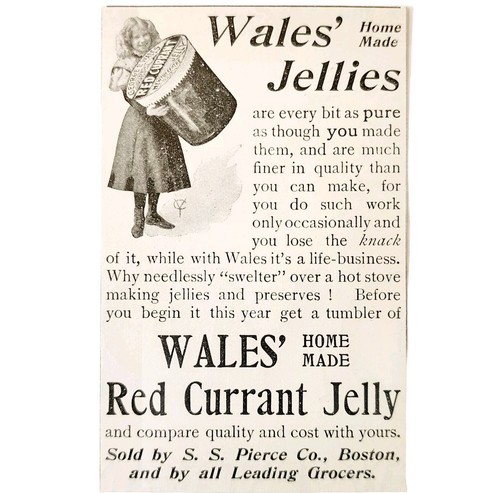 Wales' Home Made
Jellies
RED CURRANT
are every bit as pure
as though you made
them, and are much
finer in quality than
you can make, for
you do such work
only occasionally and
you lose the knack
of it, while with Wales it's a life-business.
Why needlessly "swelter" over a hot stove
making jellies and preserves ! Before
you begin it this year get a tumbler of
WALES' HOME MADE
Red Currant Jelly
and compare quality and cost with yours.
Sold by S. S. Pierce Co., Boston,
and by all Leading Grocers.